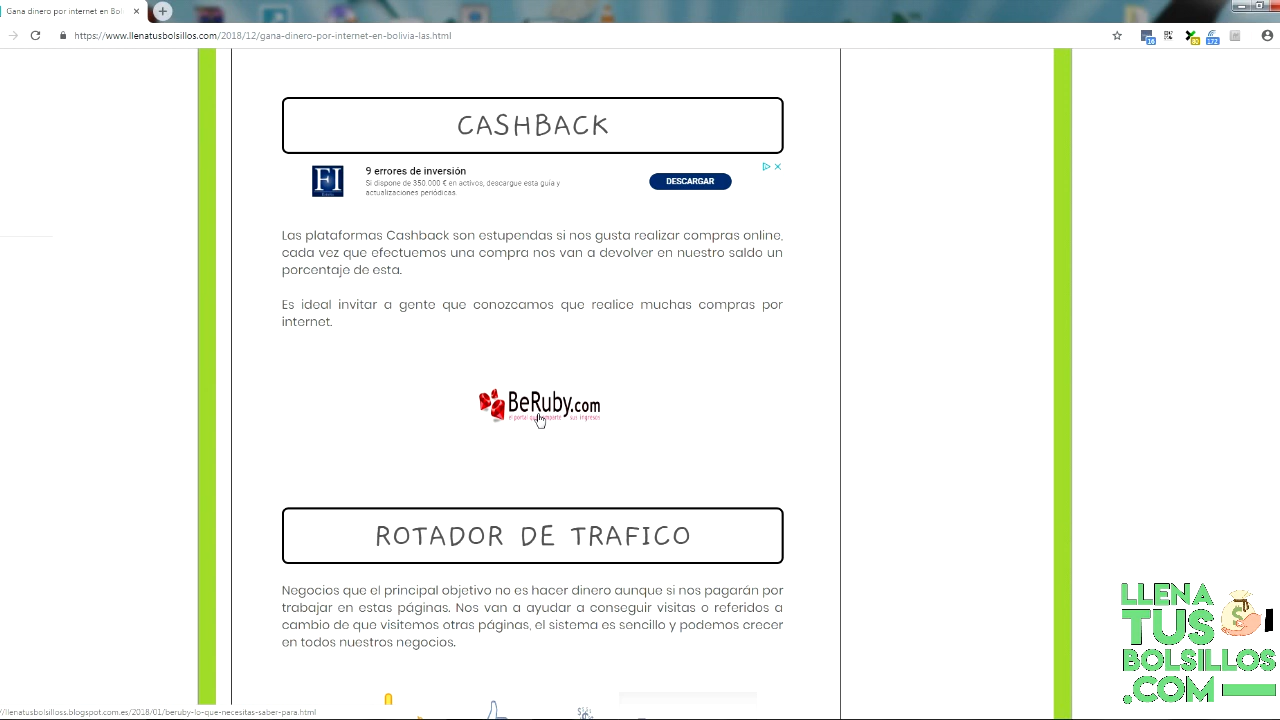 Gana dinero por internet en Bol
https://www.llenatusbolsillos.com/2018/12/gana-dinero-por-internet-en-bolivia-las.html
16
172
CASHBACK
FI
9 errores de inversión
Si dispone de 350.000 € en activos, descargue esta guía y
actualizaciones periódicas.
DESCARGAR
Las plataformas Cashback son estupendas si nos gusta realizar compras online,
cada vez que efectuemos una compra nos van a devolver en nuestro saldo un
porcentaje de esta.
Es ideal invitar a gente que conozcamos que realice muchas compras por
internet.
BeRuby.com
ROTADOR DE TRAFICO
Negocios que el principal objetivo no es hacer dinero aunque si nos pagarán por
trabajar en estas páginas. Nos van a ayudar a conseguir visitas o referidos a
cambio de que visitemos otras páginas, el sistema es sencillo y podemos crecer
en todos nuestros negocios.
LLENA
TUS
BOLSILLOS
.COM
//llenatusbolsilloss.blogspot.com.es/2018/01/beruby-lo-que-necesitas-saber-para.html